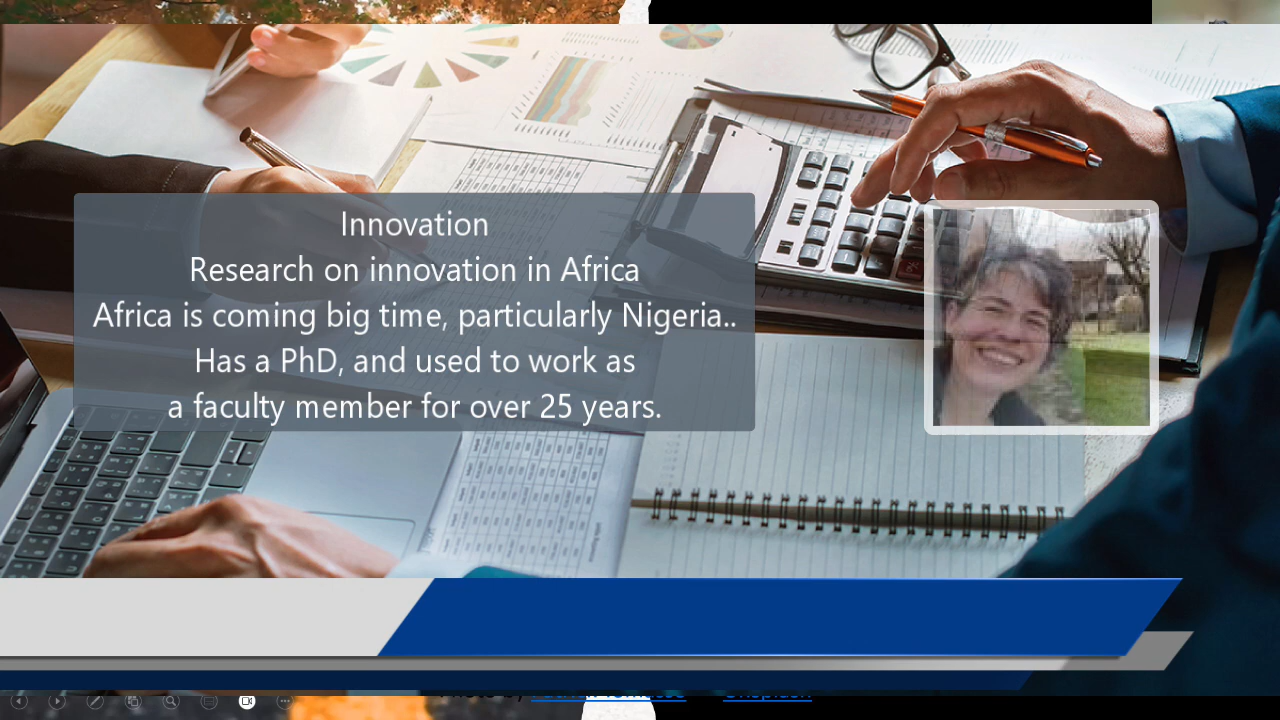 Innovation
Research on innovation in Africa
Africa is coming big time, particularly Nigeria..
Has a PhD, and used to work as
a faculty member for over 25 years.